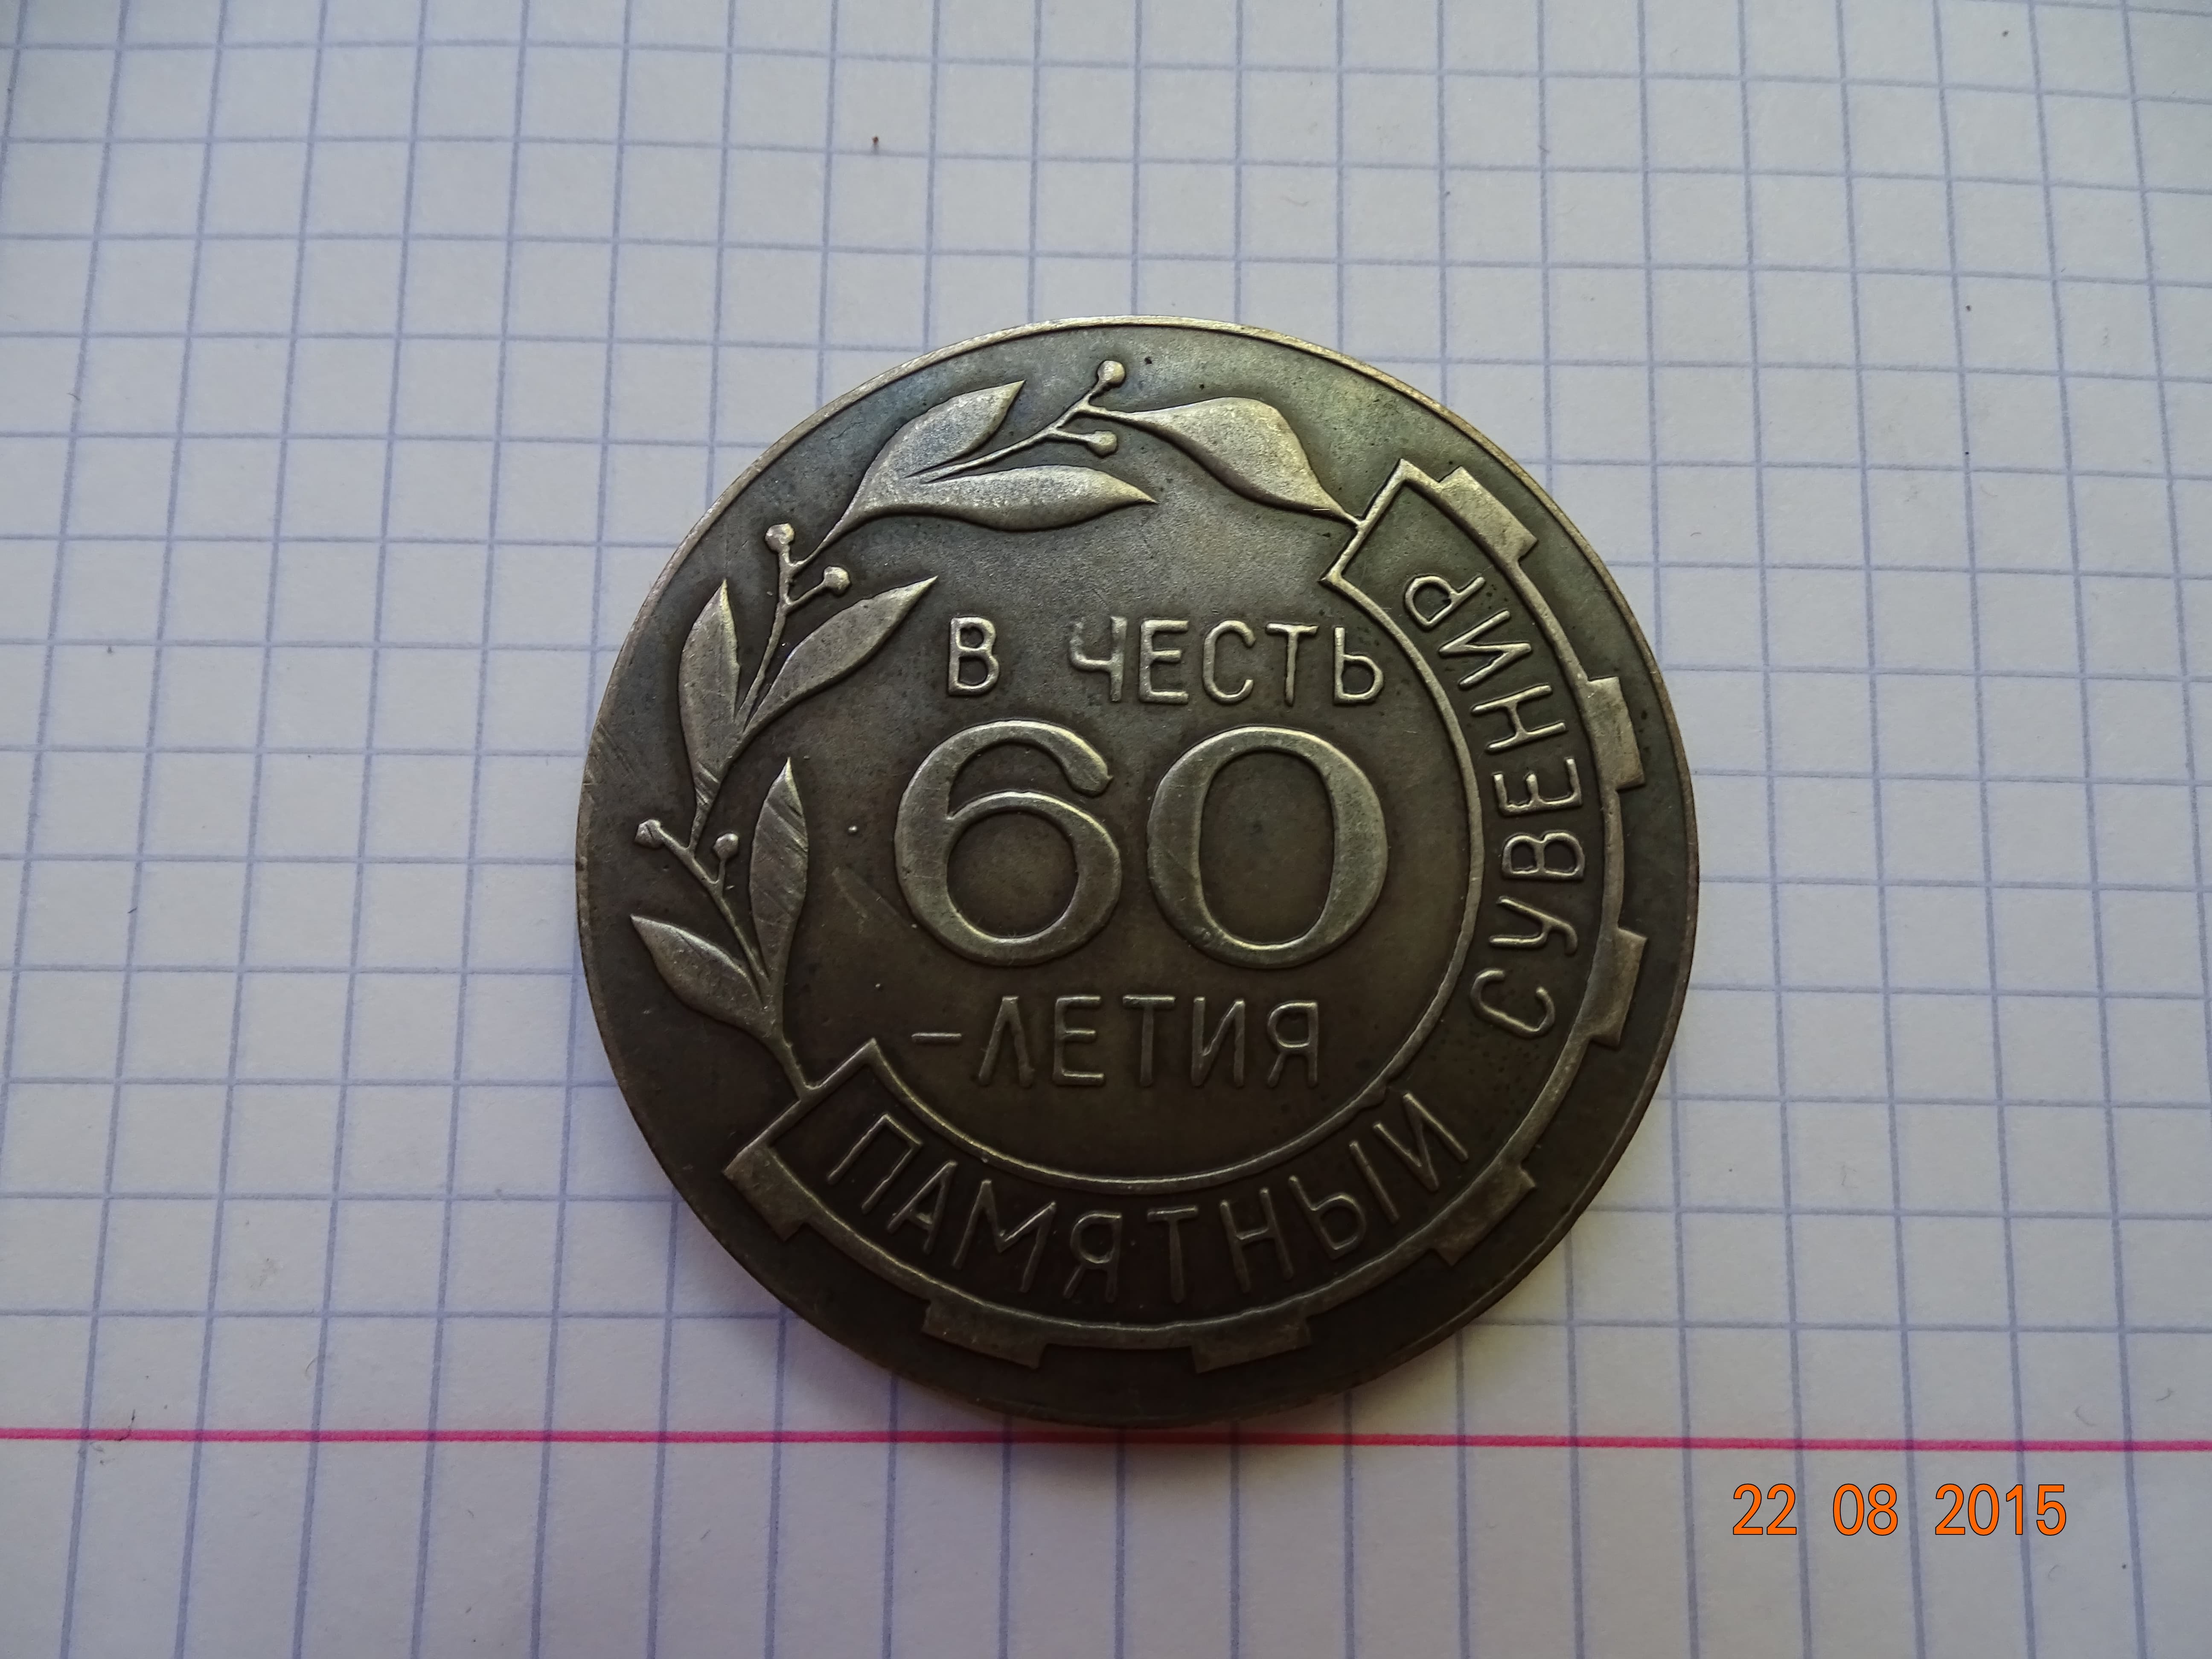 В ЧЕСТЬ
60
-ЛЕТИЯ
ПАМЯТНЫЙ СУВЕНИР
22 08 2015